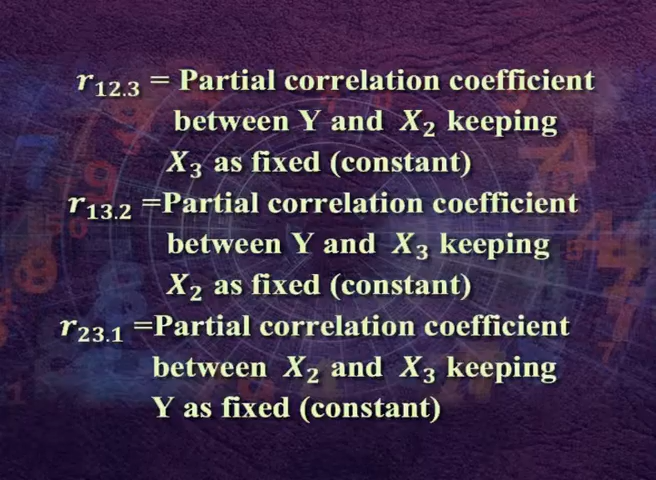 r₁₂.₃ = Partial correlation coefficient
between Y and X₂ keeping
X₃ as fixed (constant)
r₁₃.₂ =Partial correlation coefficient
between Y and X₃ keeping
X₂ as fixed (constant)
r₂₃.₁ =Partial correlation coefficient
between X₂ and X₃ keeping
Y as fixed (constant)